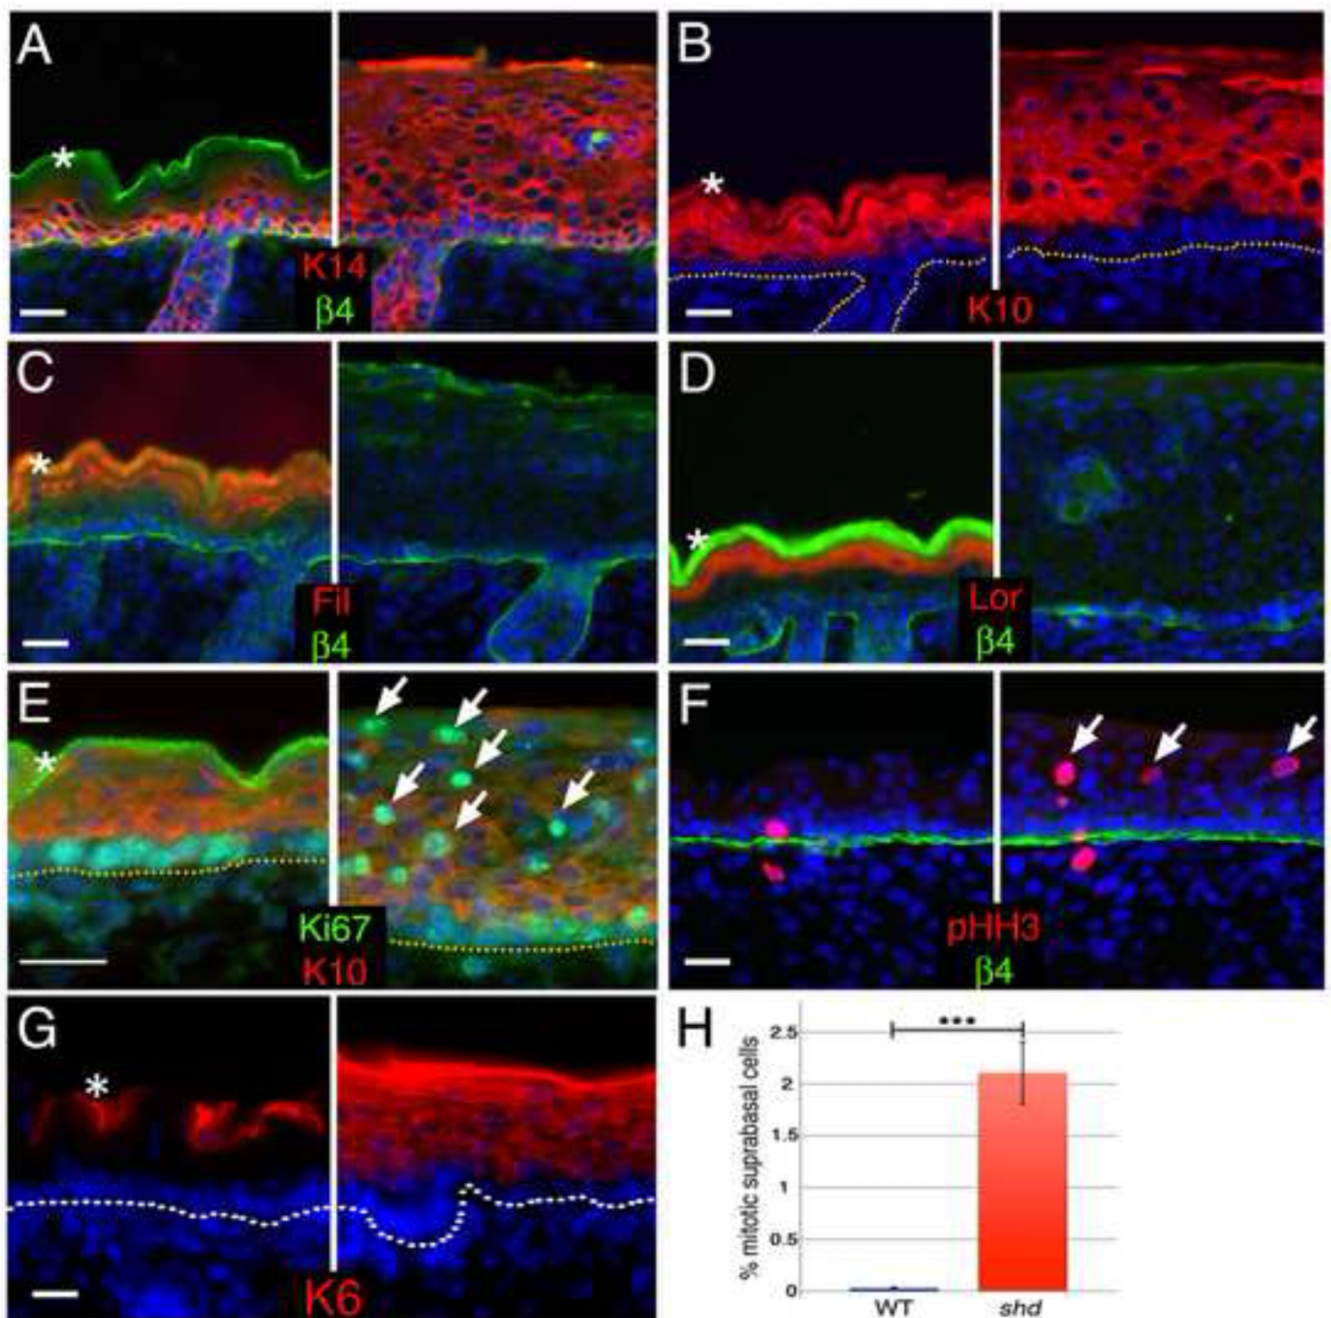 A
K14
β4
B
K10
C
Fil
β4
D
Lor
β4
E
Ki67
K10
F
pHH3
β4
G
K6
H
% mitotic suprabasal cells
2.5
2
1.5
1
0.5
0
***
WT
shd